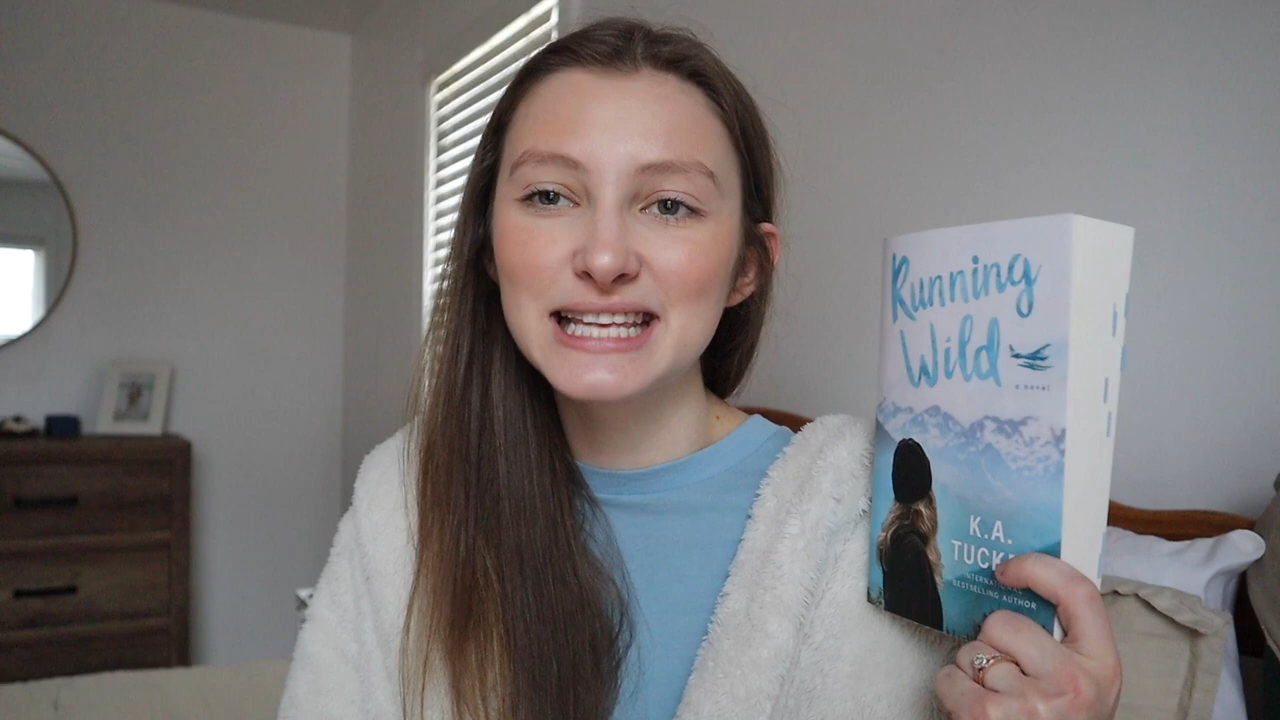 Running
Wild
a novel
K.A.
TUCK
INTERNATIONAL
BESTSELLING AUTHOR